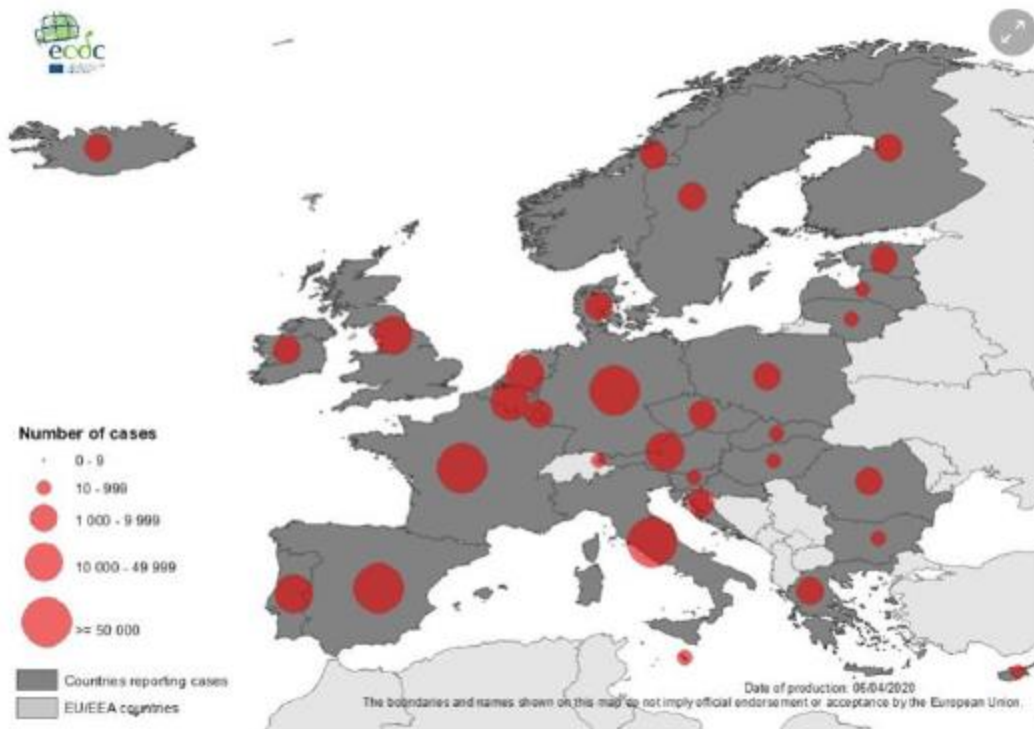 ecdc
Number of cases
0 - 9
10 - 999
1 000 - 9 999
10 000 - 49 999
>= 50 000
Countries reporting cases
EU/EEA countries
Date of production: 06/04/2020
The boundaries and names shown on this map do not imply official endorsement or acceptance by the European Union.